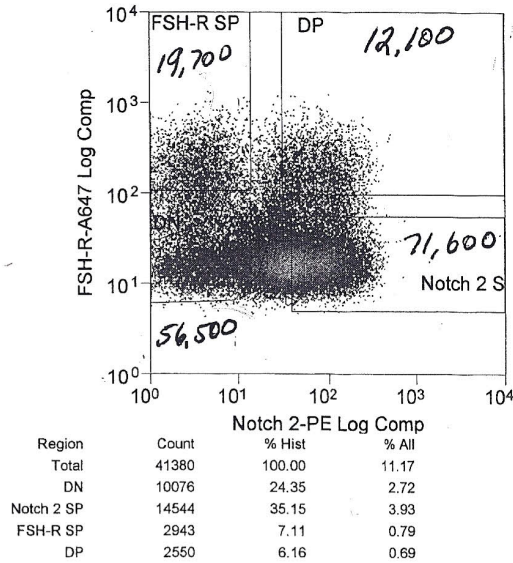 10⁴
FSH-R SP
DP
19,700
12,100
10³
FSH-R-A647 Log Comp
10²
DN
71,600
10¹
Notch 2 S
56,500
10⁰
10⁰ 10¹ 10² 10³ 10⁴
Notch 2-PE Log Comp
Region Count % Hist % All
Total 41380 100.00 11.17
DN 10076 24.35 2.72
Notch 2 SP 14544 35.15 3.93
FSH-R SP 2943 7.11 0.79
DP 2550 6.16 0.69